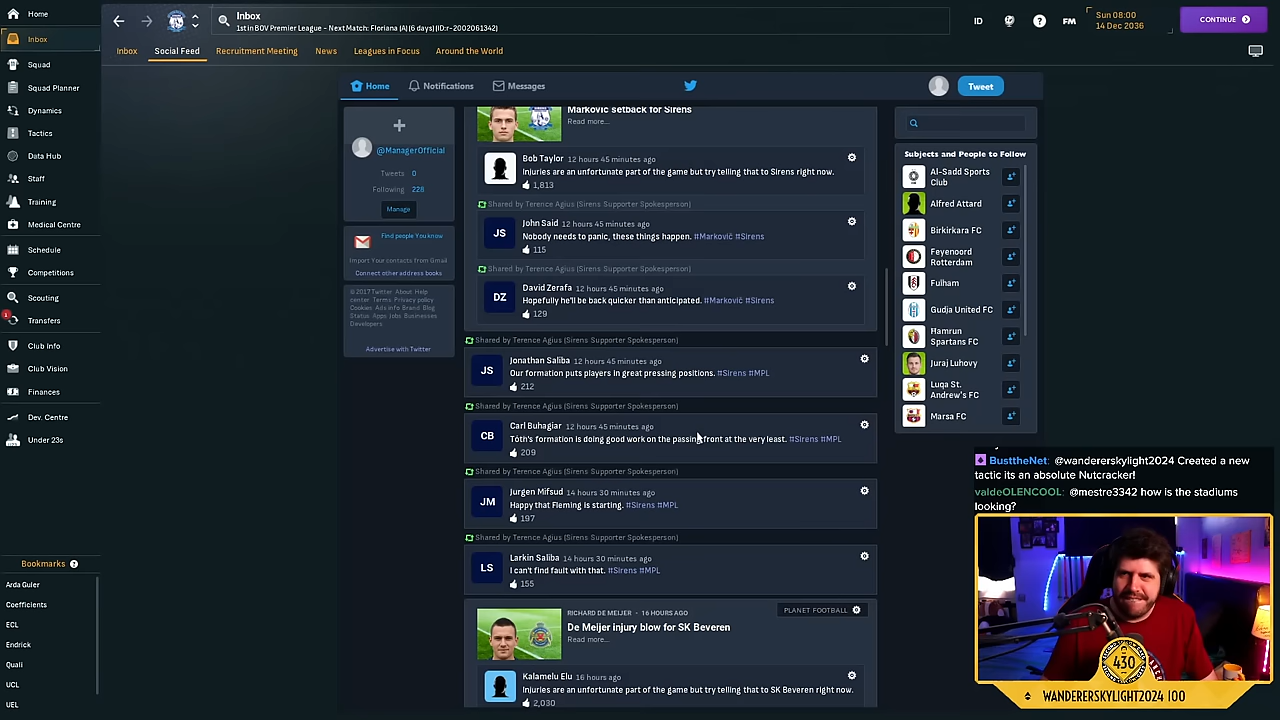 Home
Inbox
Squad
Squad Planner
Dynamics
Tactics
Data Hub
Staff
Training
Medical Centre
Schedule
Competitions
Scouting
1
Transfers
Club Info
Club Vision
Finances
Dev. Centre
Under 23s
Bookmarks
Arda Guler
Coefficients
ECL
Endrick
Quali
UCL
UEL
Inbox
1st in BOV Premier League - Next Match: Floriana (A) (6 days) (ID:r-2002061342)
ID
FM
Sun 08:00
14 Dec 2036
CONTINUE
Inbox
Social Feed
Recruitment Meeting
News
Leagues in Focus
Around the World
Home
Notifications
Messages
Tweet
@ManagerOfficial
Tweets 0
Following 228
Manage
Find people You know
Import Your contacts from Gmail
Connect other address books
© 2017 Twitter About Help
center Terms Privacy policy
Cookies Ads info Brand Blog
Status Apps Jobs Businesses
Developers
Advertise with Twitter
Markovic setback for Sirens
Read more...
Bob Taylor 12 hours 45 minutes ago
Injuries are an unfortunate part of the game but try telling that to Sirens right now.
1,813
Shared by Terence Agius (Sirens Supporter Spokesperson)
JS
John Said 12 hours 45 minutes ago
Nobody needs to panic, these things happen. #Marković #Sirens
115
Shared by Terence Agius (Sirens Supporter Spokesperson)
DZ
David Zerafa 12 hours 45 minutes ago
Hopefully he'll be back quicker than anticipated. #Marković #Sirens
129
Shared by Terence Agius (Sirens Supporter Spokesperson)
JS
Jonathan Saliba 12 hours 45 minutes ago
Our formation puts players in great pressing positions. #Sirens #MPL
212
Shared by Terence Agius (Sirens Supporter Spokesperson)
CB
Carl Buhagiar 12 hours 45 minutes ago
Tóth's formation is doing good work on the passing front at the very least. #Sirens #MPL
209
Shared by Terence Agius (Sirens Supporter Spokesperson)
JM
Jurgen Mifsud 14 hours 30 minutes ago
Happy that Fleming is starting. #Sirens #MPL
197
Shared by Terence Agius (Sirens Supporter Spokesperson)
LS
Larkin Saliba 14 hours 30 minutes ago
I can't find fault with that. #Sirens #MPL
155
RICHARD DE MEIJER - 16 HOURS AGO
PLANET FOOTBALL
De Meijer injury blow for SK Beveren
Read more...
Kalamelu Elu 16 hours ago
Injuries are an unfortunate part of the game but try telling that to SK Beveren right now.
2,030
Subjects and People to Follow
Al-Sadd Sports
Club
Alfred Attard
Birkirkara FC
Feyenoord
Rotterdam
Fulham
Gudja United FC
Hamrun
Spartans FC
Juraj Luhovy
Luqa St.
Andrew's FC
Marsa FC
BusttheNet: @wandererskylight2024 Created a new
tactic its an absolute Nutcracker!
valdeOLENCOOL: @mestre3342 how is the stadiums
looking?
430
WANDERERSKYLIGHT2024 100